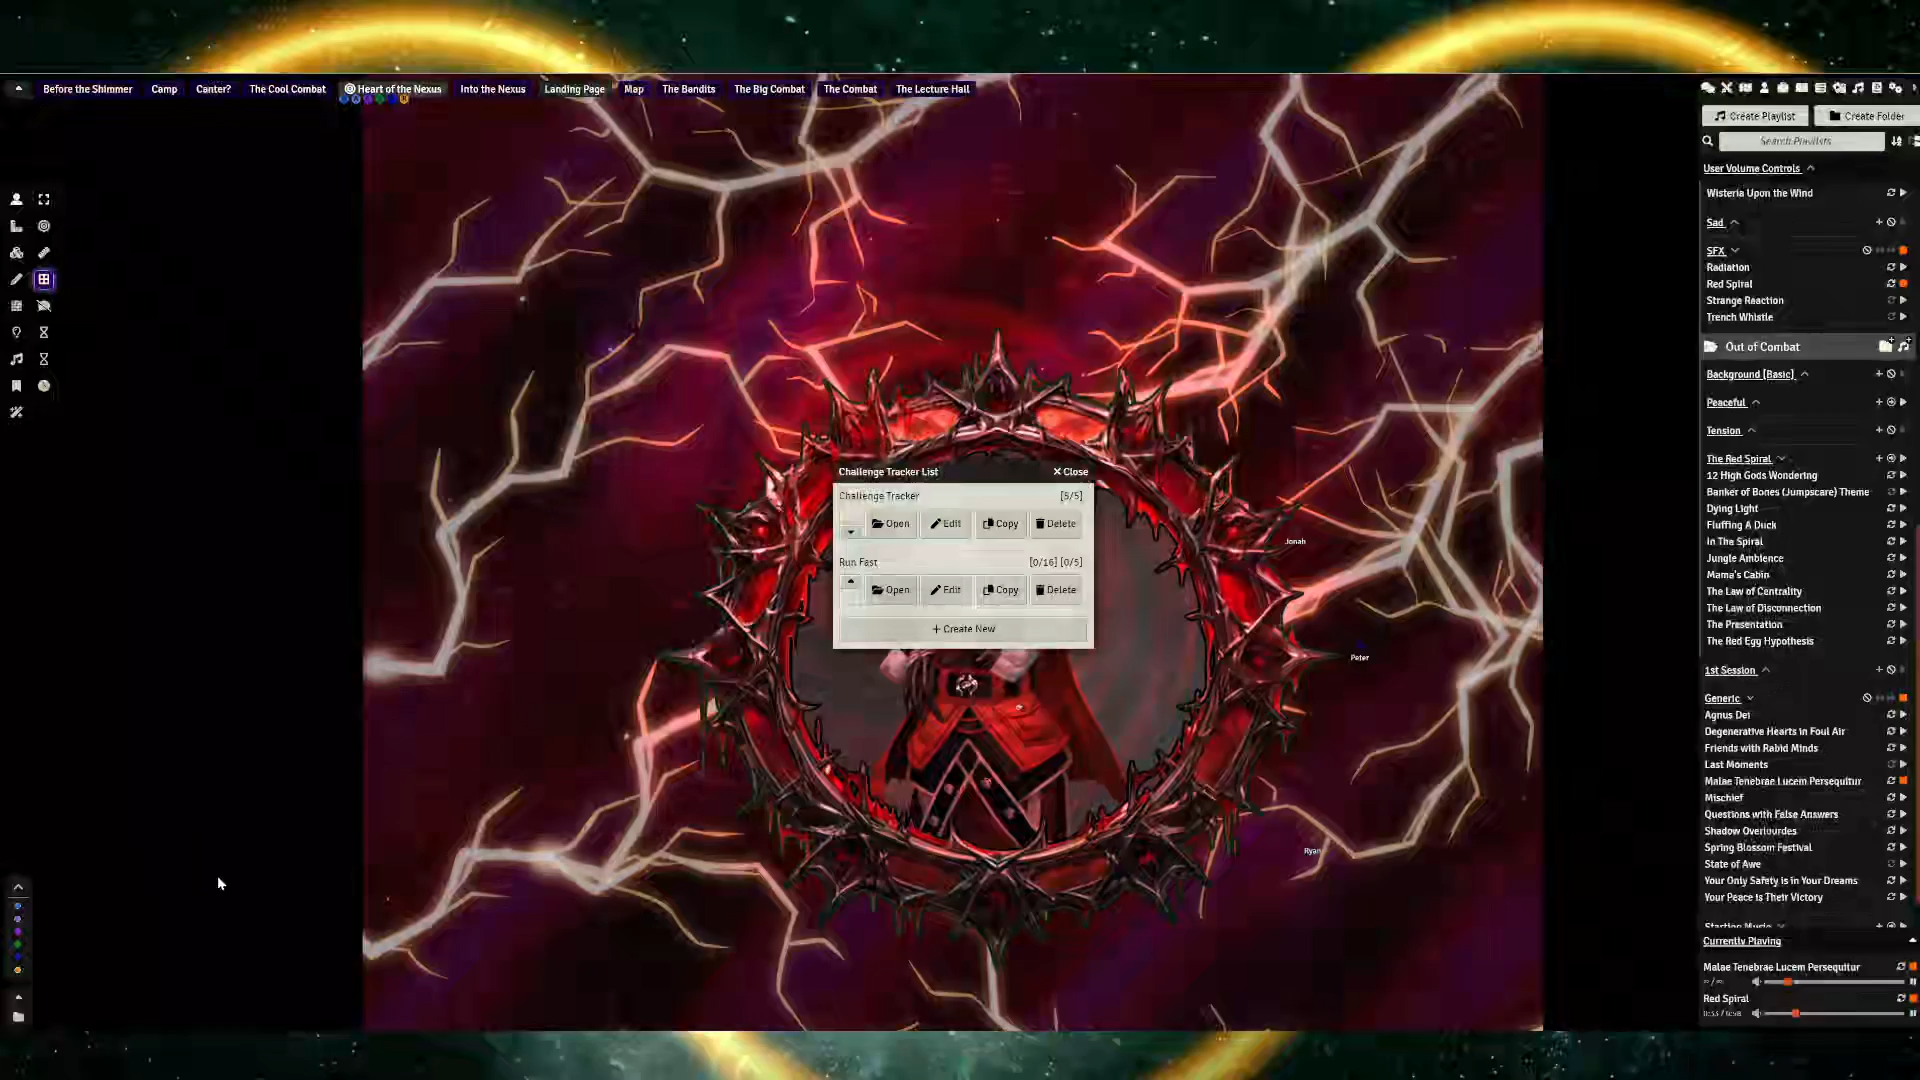 Before the Shimmer
Camp
Canter?
The Cool Combat
Heart of the Nexus
Into the Nexus
Landing Page
Map
The Bandits
The Big Combat
The Combat
The Lecture Hall
Create Playlist
Create Folder
Search Playlists
User Volume Controls
Wisteria Upon the Wind
Sad
SFX
Radiation
Red Spiral
Strange Reaction
Trench Whistle
Out of Combat
Background [Basic]
Peaceful
Tension
The Red Spiral
12 High Gods Wondering
Banker of Bones (Jumpscare) Theme
Dying Light
Fluffing A Duck
In The Spiral
Jungle Ambience
Mama's Cabin
The Law of Centrality
The Law of Disconnection
The Presentation
The Red Egg Hypothesis
1st Session
Generic
Agnus Dei
Degenerative Hearts in Foul Air
Friends with Rabid Minds
Last Moments
Malae Tenebrae Lucem Persequitur
Mischief
Questions with False Answers
Shadow Overlourdes
Spring Blossom Festival
State of Awe
Your Only Safety is in Your Dreams
Your Peace is Their Victory
Starting Music
Currently Playing
Malae Tenebrae Lucem Persequitur
∞ / ∞
Red Spiral
Challenge Tracker List
Close
Challenge Tracker [5/5]
Open Edit Copy Delete
Run Fast [0/16] [0/5]
Open Edit Copy Delete
+ Create New
Jonah
Peter
Ryan